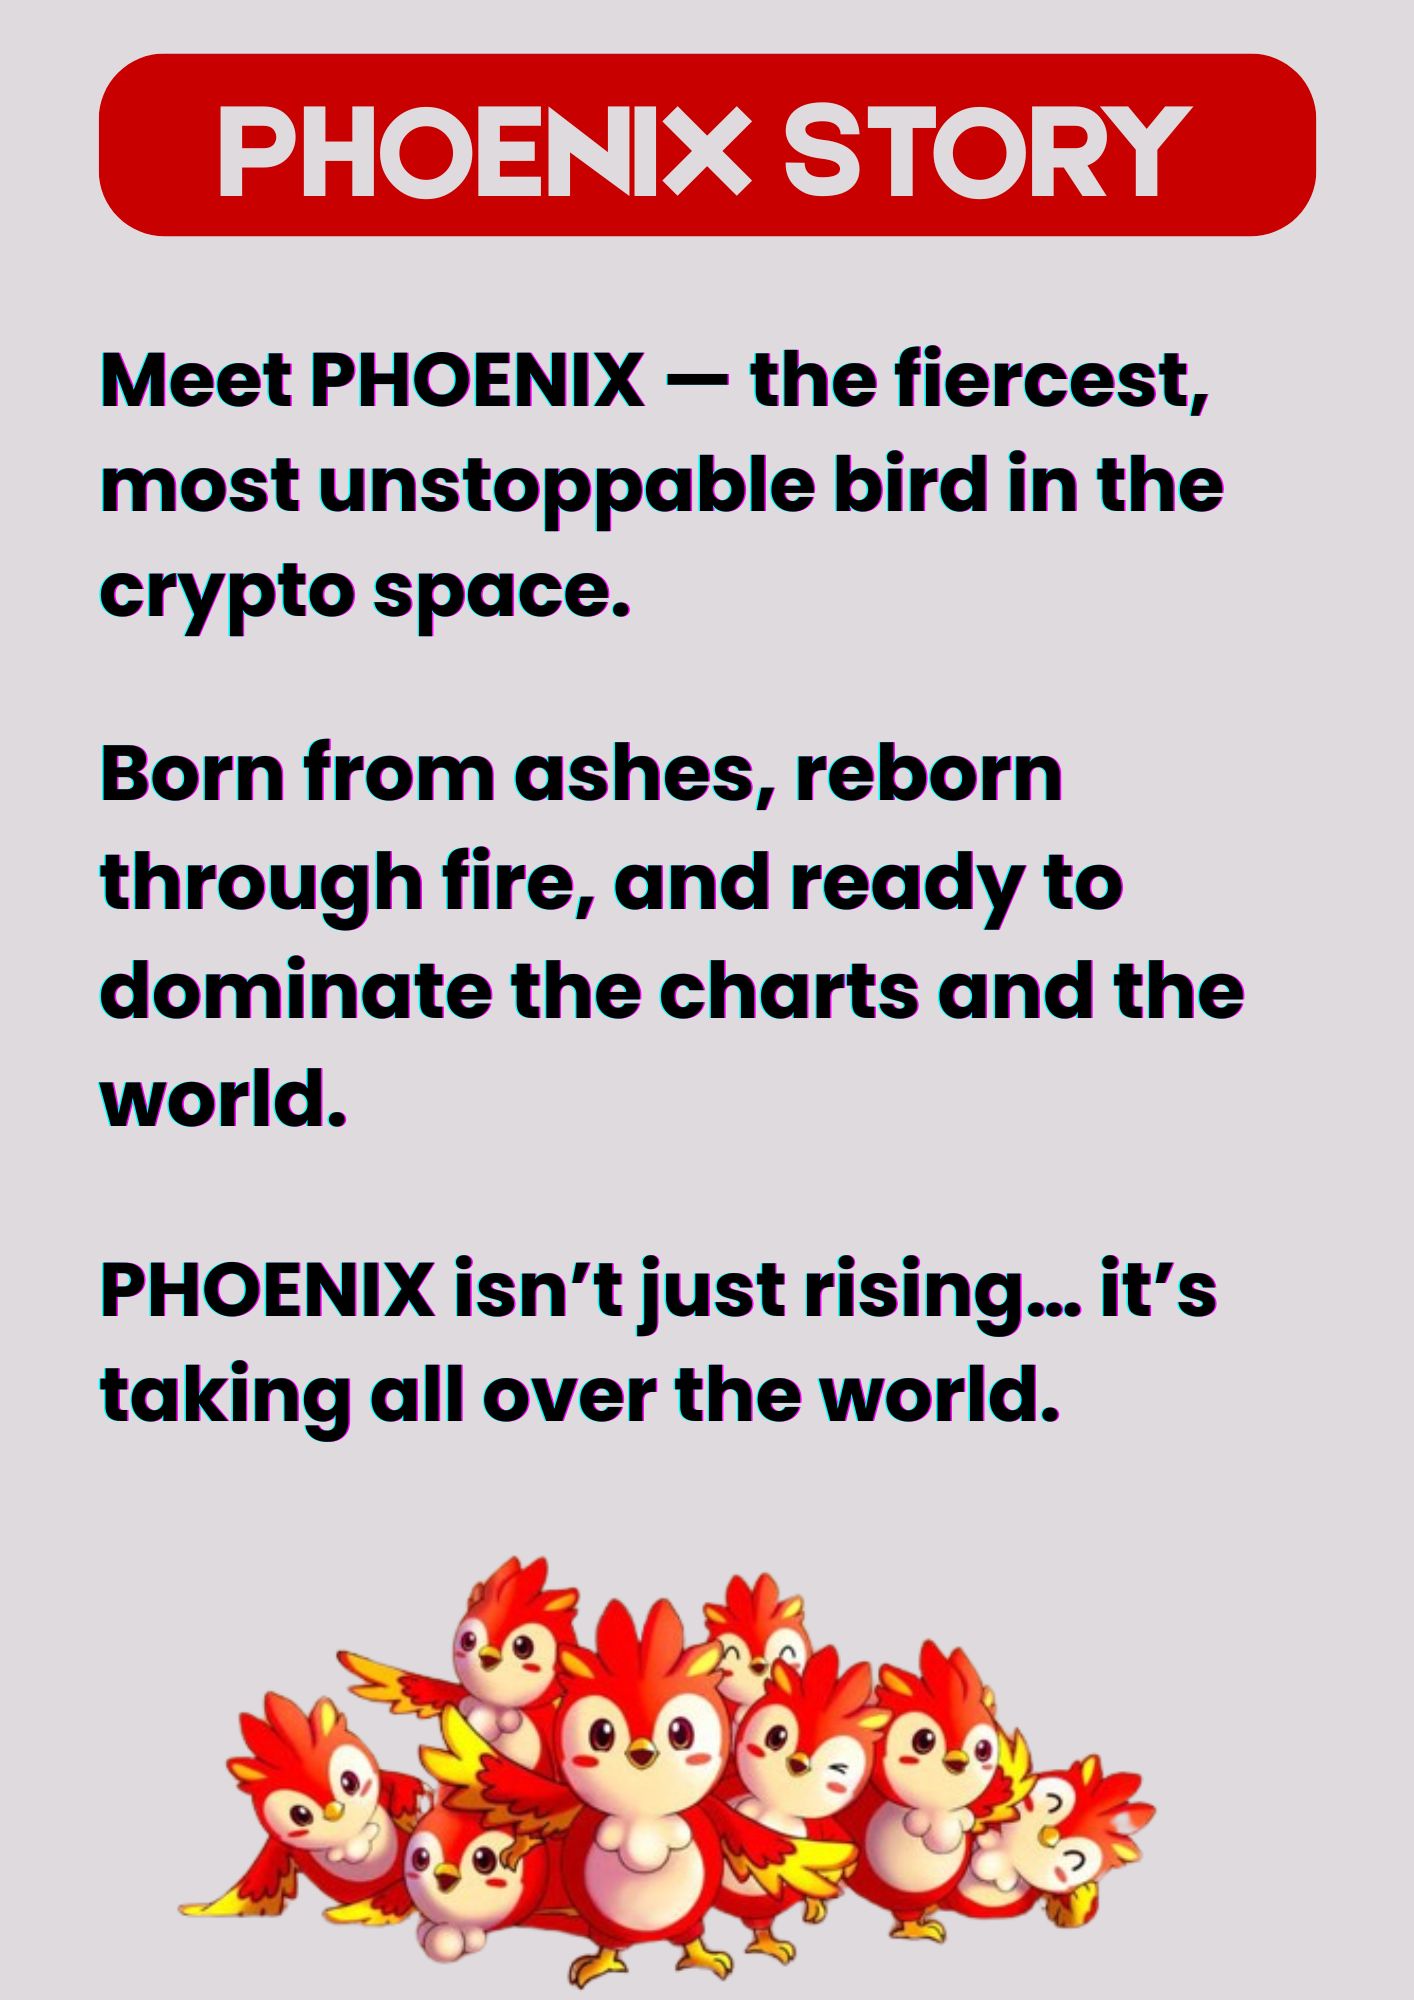 PHOENIX STORY
Meet PHOENIX — the fiercest,
most unstoppable bird in the
crypto space.
Born from ashes, reborn
through fire, and ready to
dominate the charts and the
world.
PHOENIX isn’t just rising... it’s
taking all over the world.